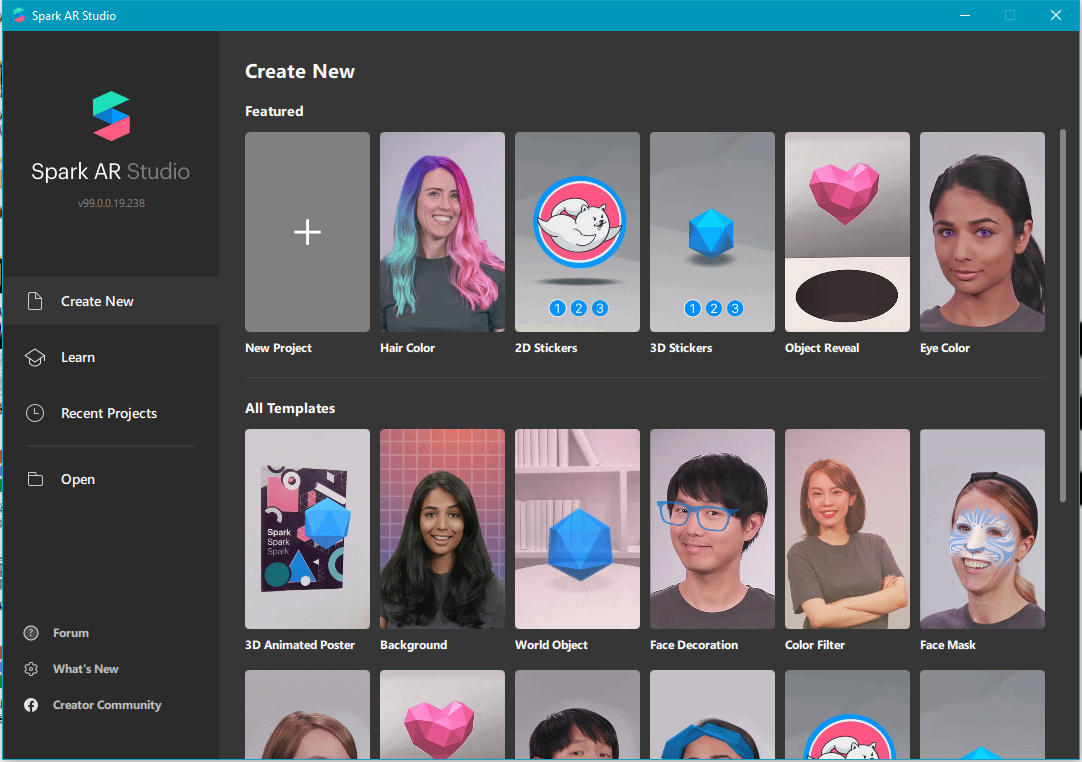 Spark AR Studio
Spark AR Studio
v99.0.0.19.238
Create New
Learn
Recent Projects
Open
Forum
What's New
Creator Community
Create New
Featured
1 2 3
1 2 3
New Project
Hair Color
2D Stickers
3D Stickers
Object Reveal
Eye Color
All Templates
Spark
Spark
Spark
3D Animated Poster
Background
World Object
Face Decoration
Color Filter
Face Mask